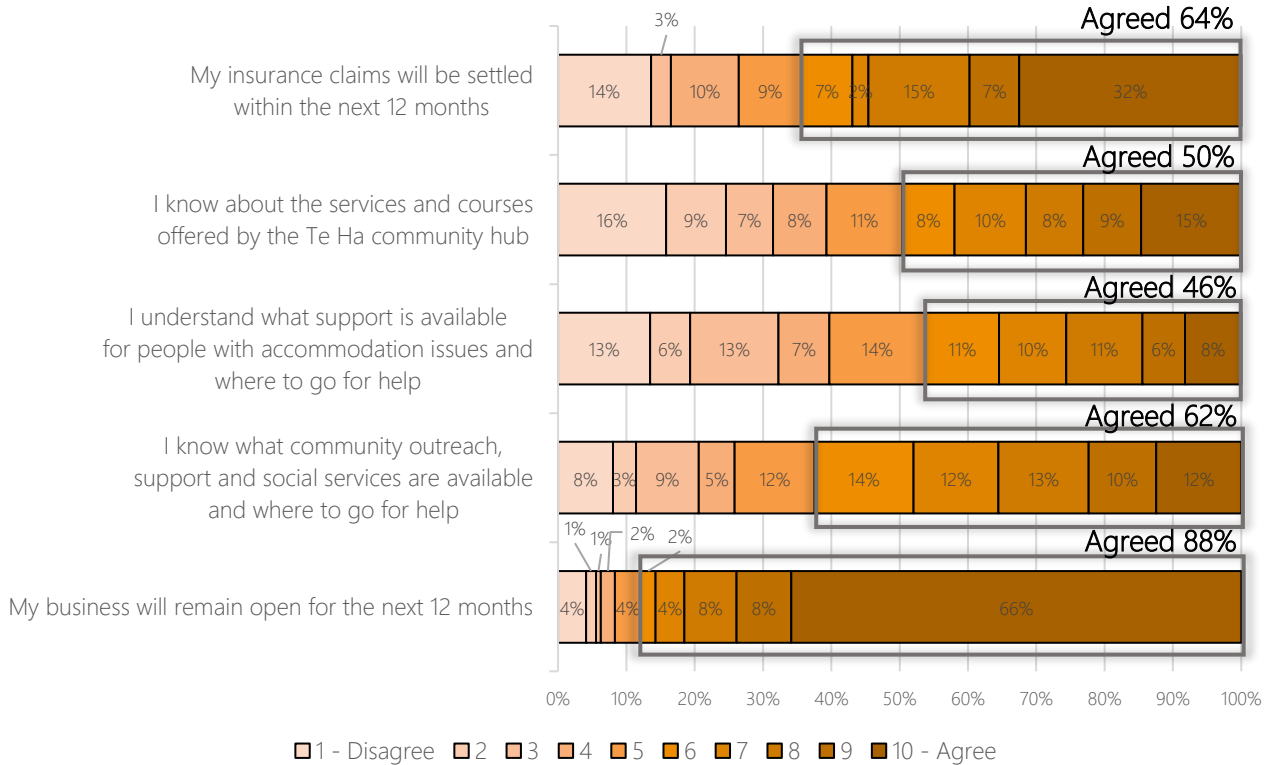 3%
Agreed 64%
My insurance claims will be settled
within the next 12 months
14% 10% 9% 7% 2% 15% 7% 32%
Agreed 50%
I know about the services and courses
offered by the Te Ha community hub
16% 9% 7% 8% 11% 8% 10% 8% 9% 15%
Agreed 46%
I understand what support is available
for people with accommodation issues and
where to go for help
13% 6% 13% 7% 14% 11% 10% 11% 6% 8%
Agreed 62%
I know what community outreach,
support and social services are available
and where to go for help
8% 3% 9% 5% 12% 14% 12% 13% 10% 12%
1% 1% 2% 2%
Agreed 88%
My business will remain open for the next 12 months
4% 4% 4% 8% 8% 66%
0% 10% 20% 30% 40% 50% 60% 70% 80% 90% 100%
1 - Disagree 2 3 4 5 6 7 8 9 10 - Agree